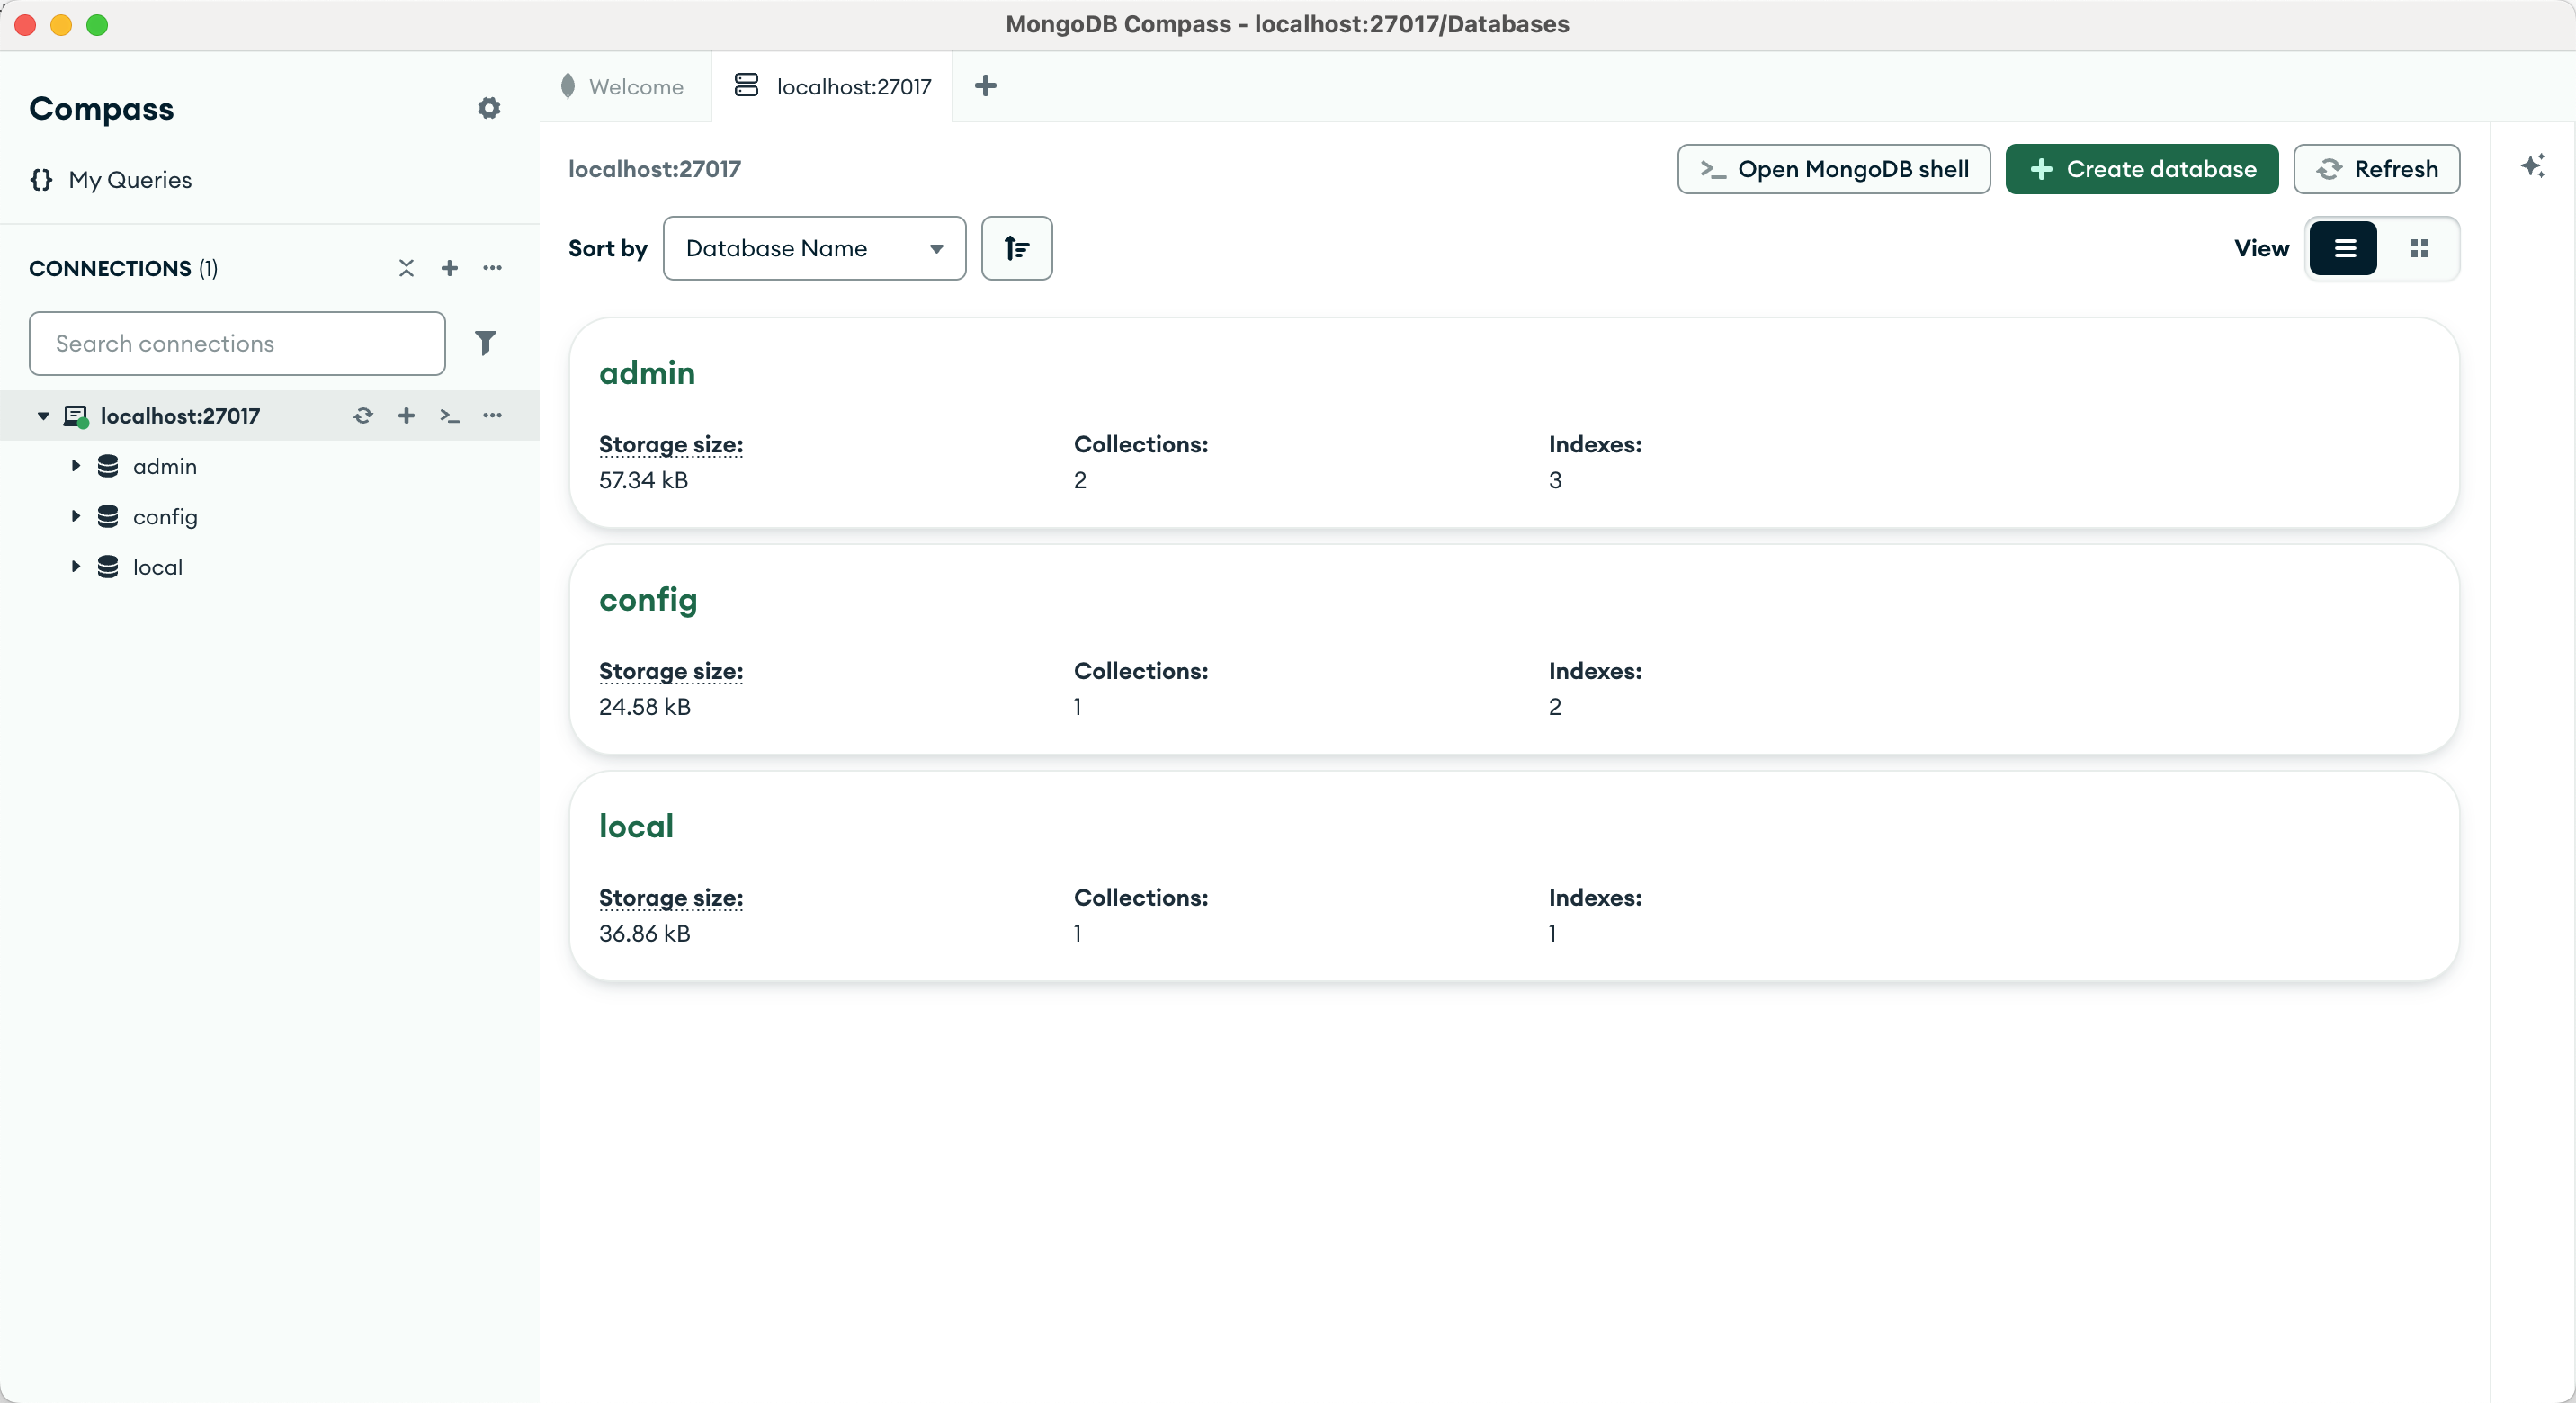 MongoDB Compass - localhost:27017/Databases
Compass
My Queries
CONNECTIONS (1)
Search connections
localhost:27017
admin
config
local
Welcome
localhost:27017
localhost:27017
Open MongoDB shell
Create database
Refresh
Sort by
Database Name
View
admin
Storage size: Collections: Indexes:
57.34 kB 2 3
config
Storage size: Collections: Indexes:
24.58 kB 1 2
local
Storage size: Collections: Indexes:
36.86 kB 1 1